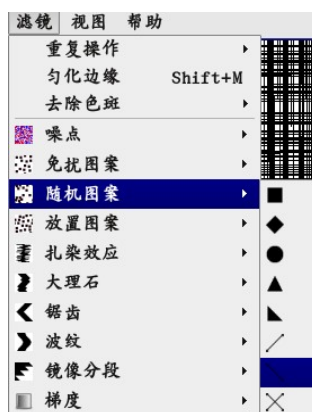 滤镜 视图 帮助
重复操作
匀化边缘 Shift+M
去除色斑
噪点
免扰图案
随机图案
放置图案
扎染效应
大理石
锯齿
波纹
镜像分段
梯度